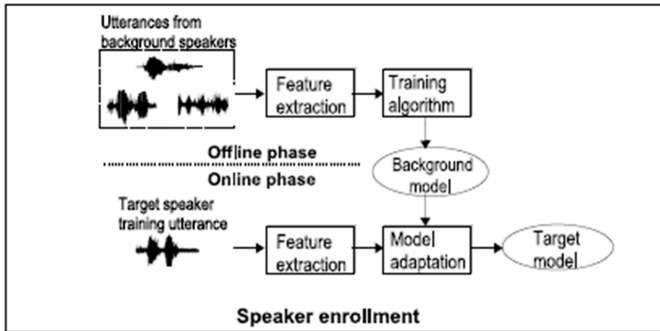 Utterances from
background speakers
Feature
extraction
Training
algorithm
Offline phase
Online phase
Background
model
Target speaker
training utterance
Feature
extraction
Model
adaptation
Target
model
Speaker enrollment